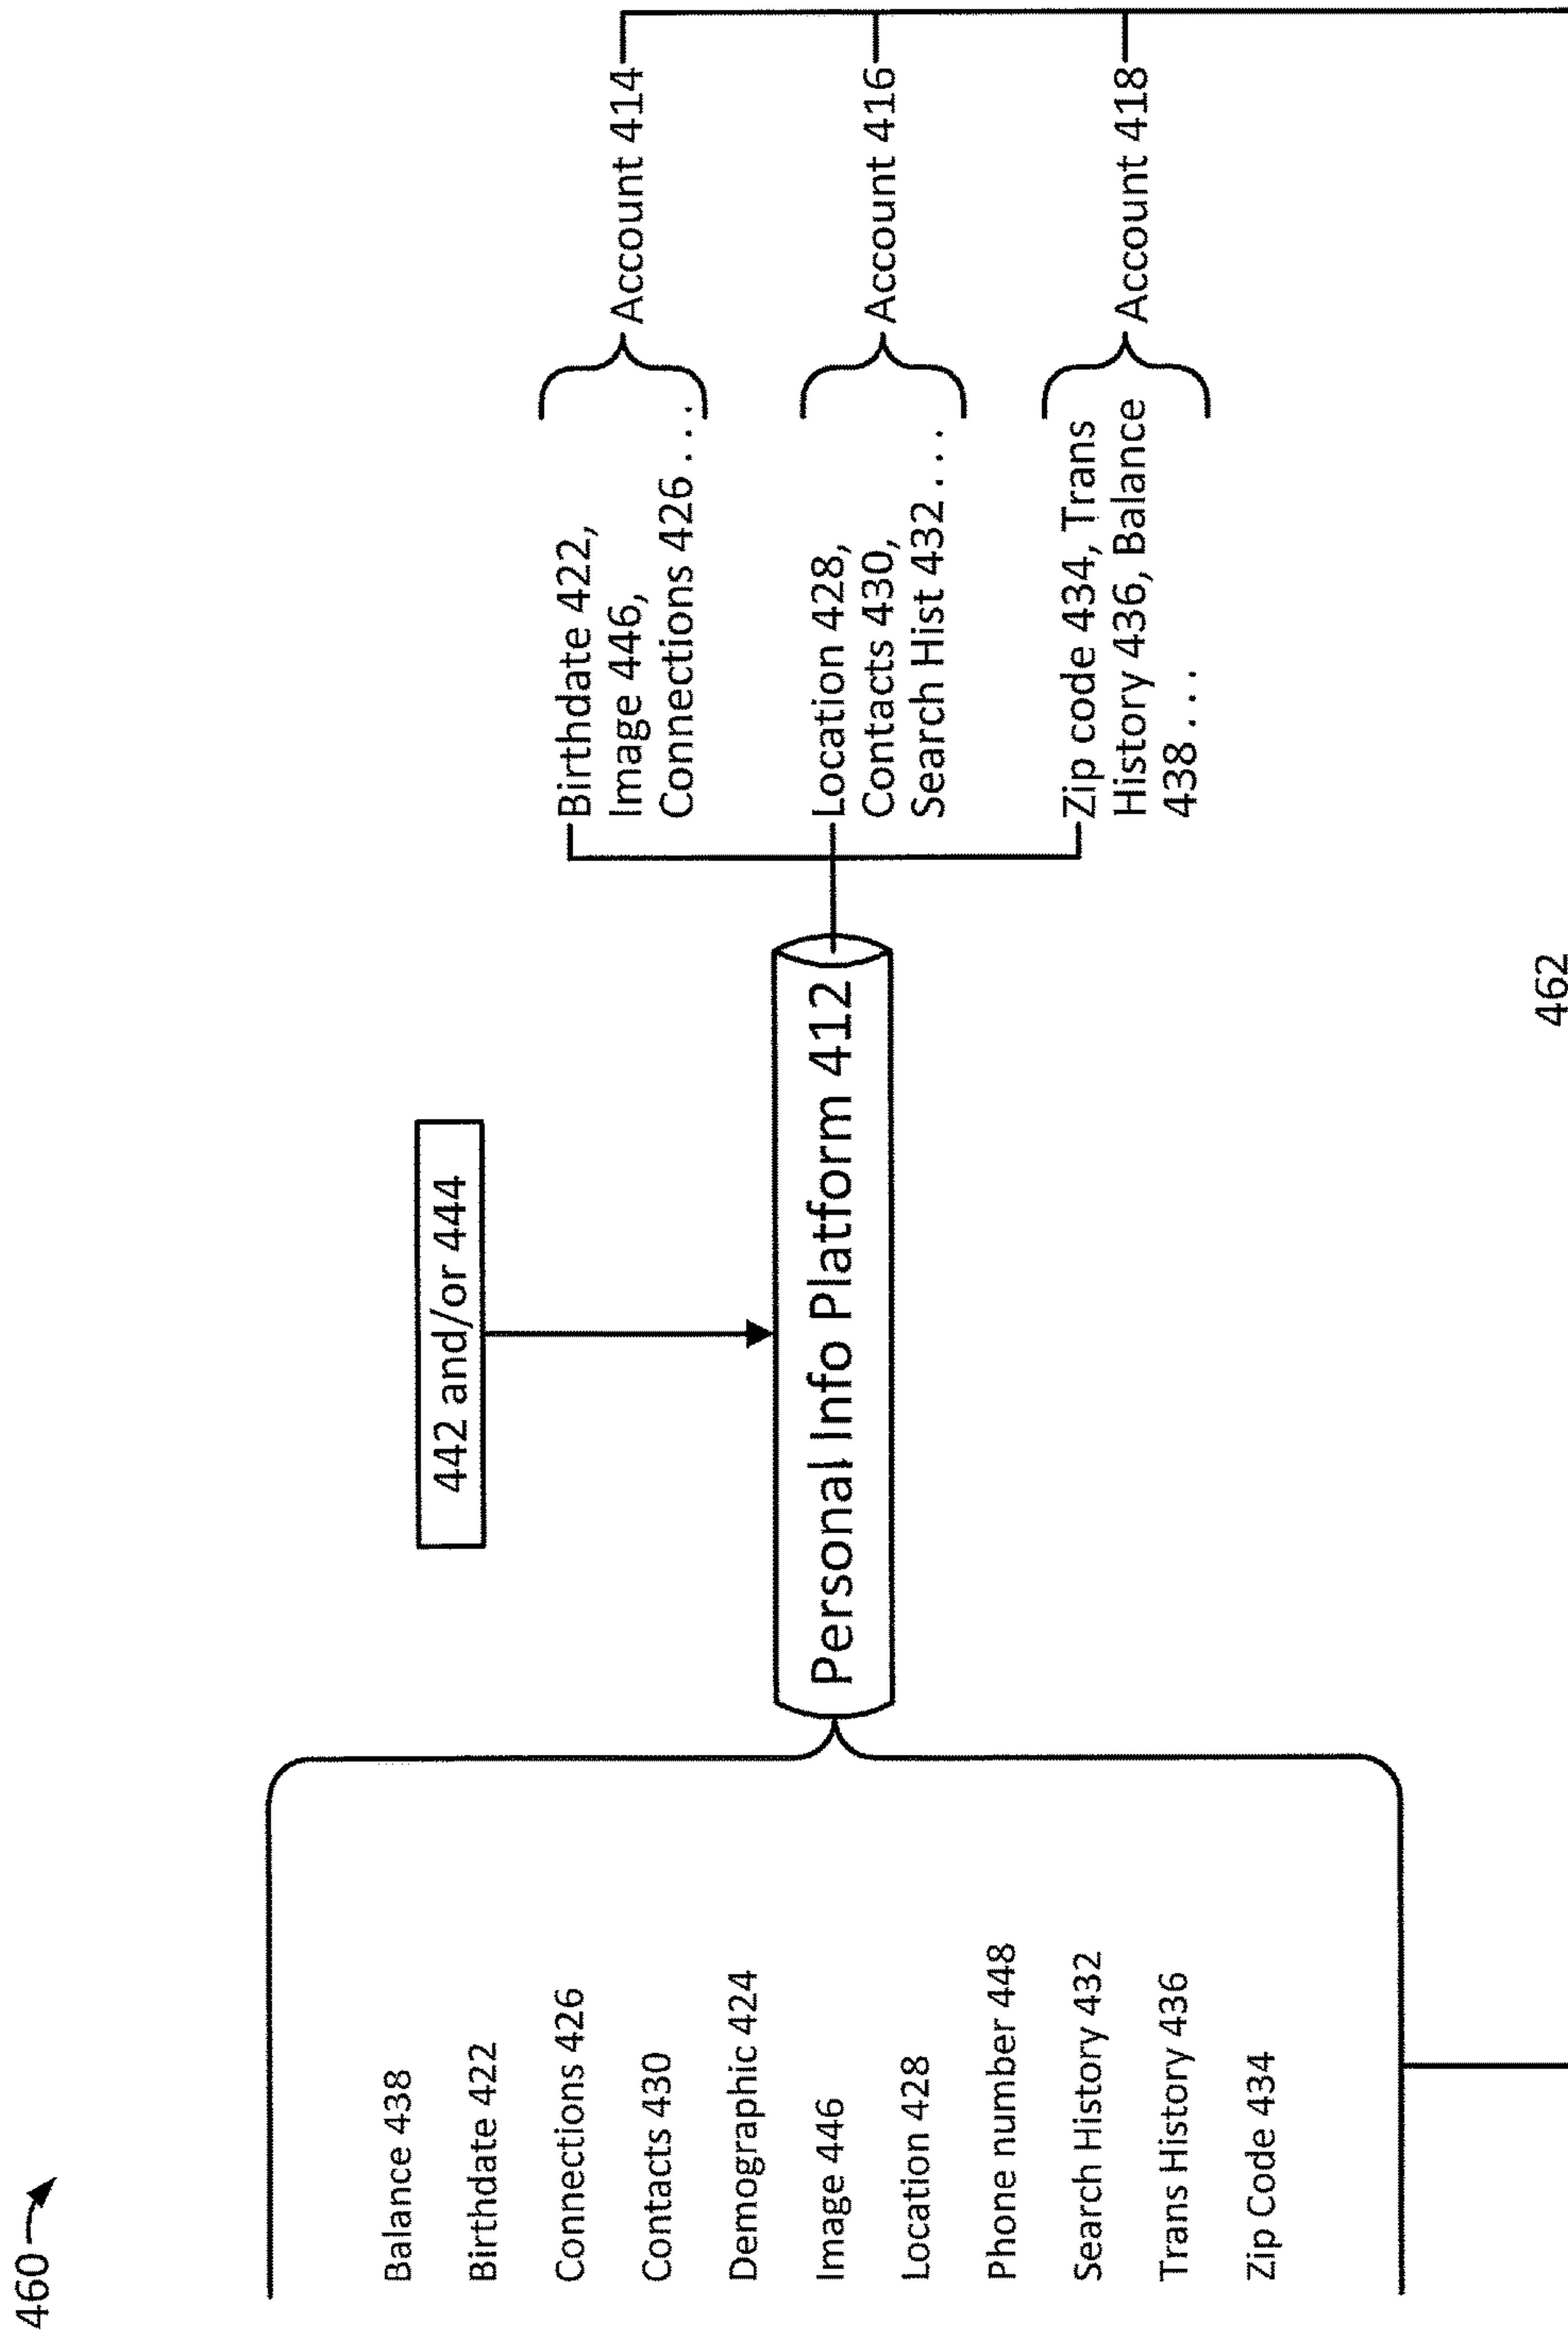 460
Balance 438
Birthdate 422
Connections 426
Contacts 430
Demographic 424
Image 446
Location 428
Phone number 448
Search History 432
Trans History 436
Zip Code 434
442 and/or 444
Personal Info Platform 412
Birthdate 422,
Image 446,
Connections 426 . . . .
Account 414
Location 428,
Contacts 430,
Search Hist 432 . . . .
Account 416
Zip code 434, Trans
History 436, Balance
438 . . .
Account 418
462